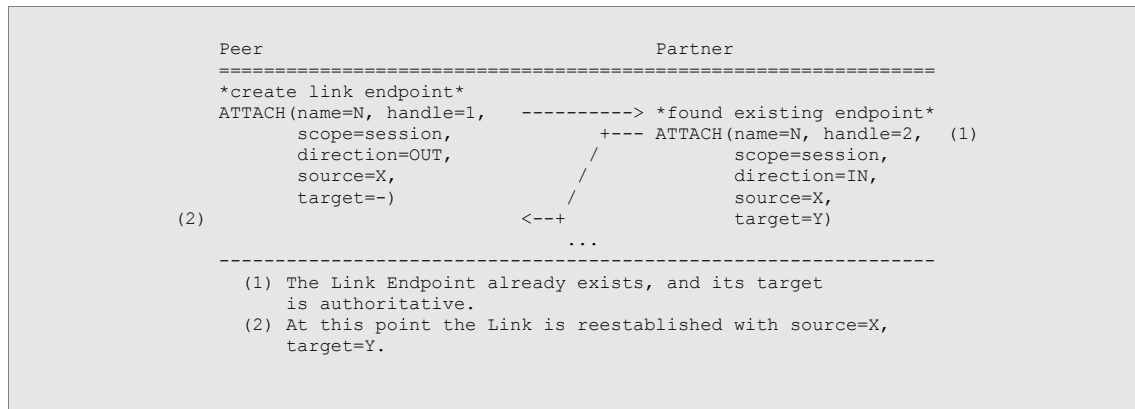 Peer                                   Partner
================================================================
*create link endpoint*
ATTACH(name=N, handle=1,   ----------> *found existing endpoint*
       scope=session,             +--- ATTACH(name=N, handle=2,  (1)
       direction=OUT,            /            scope=session,
       source=X,                /             direction=IN,
       target=-)               /              source=X,
(2)                        <--+               target=Y)
...
----------------------------------------------------------------
(1) The Link Endpoint already exists, and its target
is authoritative.
(2) At this point the Link is reestablished with source=X,
target=Y.